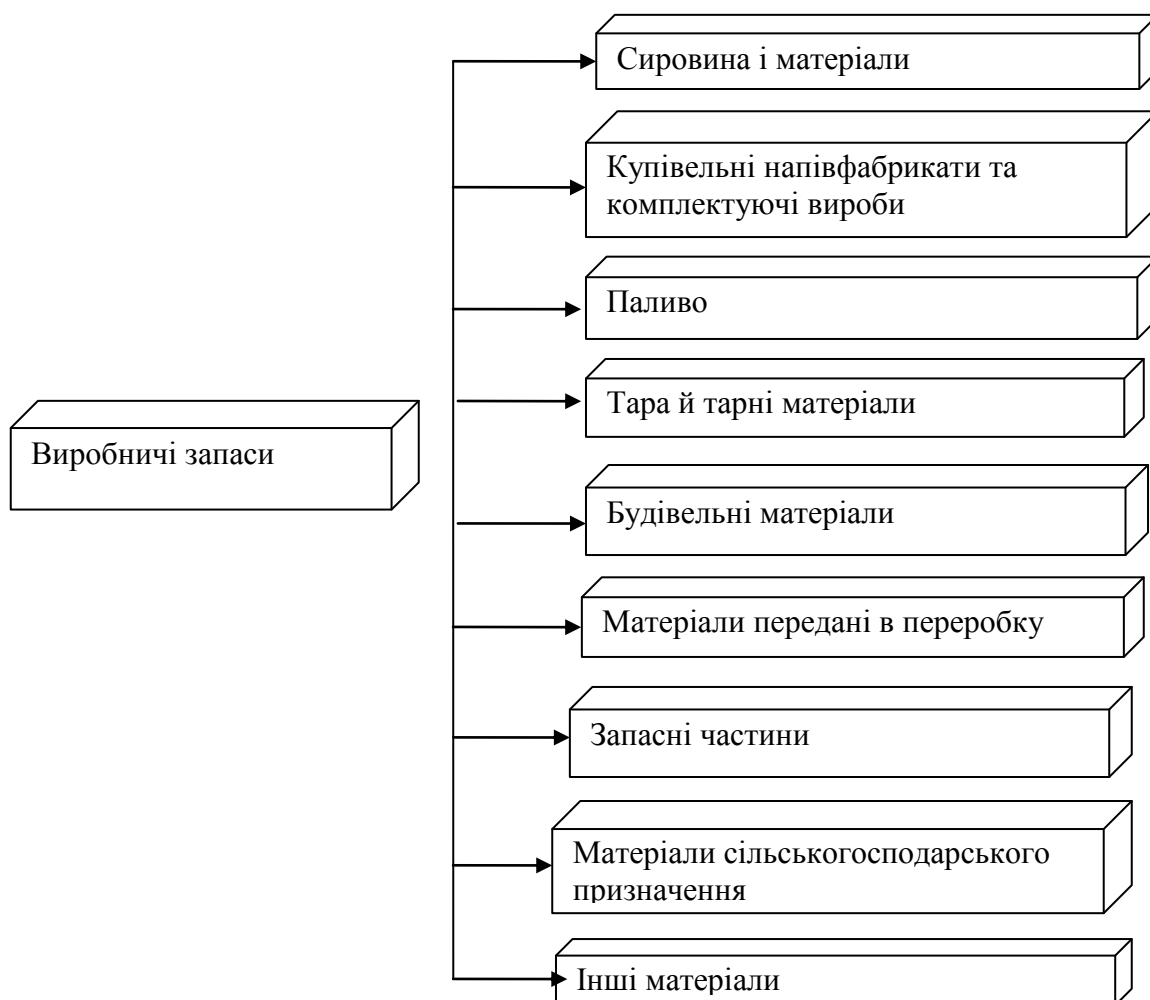 Сировина і матеріали
Купівельні напівфабрикати та
комплектуючі вироби
Паливо
Тара й тарні матеріали
Виробничі запаси
Будівельні матеріали
Матеріали передані в переробку
Запасні частини
Матеріали сільськогосподарського
призначення
Інші матеріали